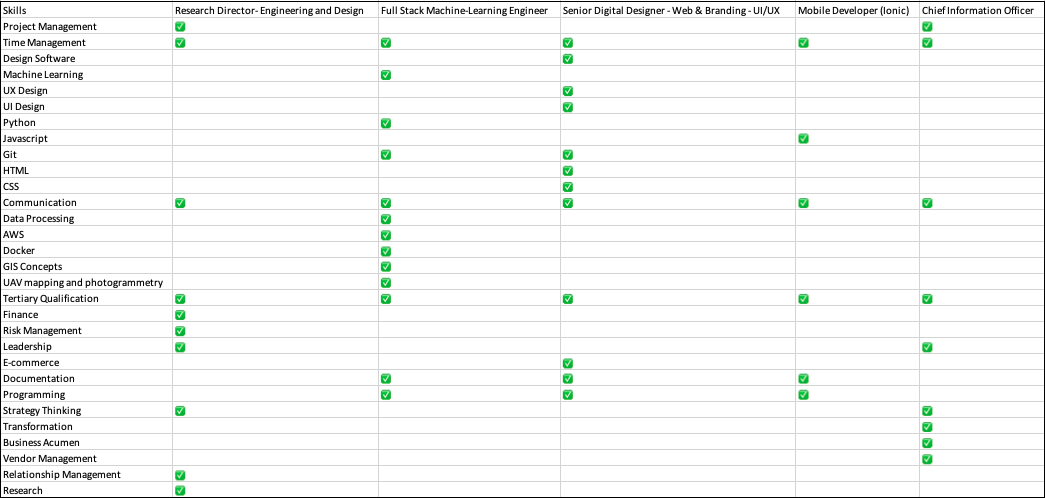 Skills Research Director- Engineering and Design Full Stack Machine-Learning Engineer Senior Digital Designer - Web & Branding - UI/UX Mobile Developer (Ionic) Chief Information Officer
Project Management ✅ ✅
Time Management ✅ ✅ ✅ ✅ ✅
Design Software ✅
Machine Learning ✅
UX Design ✅
UI Design ✅
Python ✅
Javascript ✅
Git ✅ ✅
HTML ✅
CSS ✅
Communication ✅ ✅ ✅ ✅ ✅
Data Processing ✅
AWS ✅
Docker ✅
GIS Concepts ✅
UAV mapping and photogrammetry ✅
Tertiary Qualification ✅ ✅ ✅ ✅ ✅
Finance ✅
Risk Management ✅
Leadership ✅ ✅
E-commerce ✅
Documentation ✅ ✅ ✅
Programming ✅ ✅ ✅
Strategy Thinking ✅ ✅
Transformation ✅
Business Acumen ✅
Vendor Management ✅
Relationship Management ✅
Research ✅